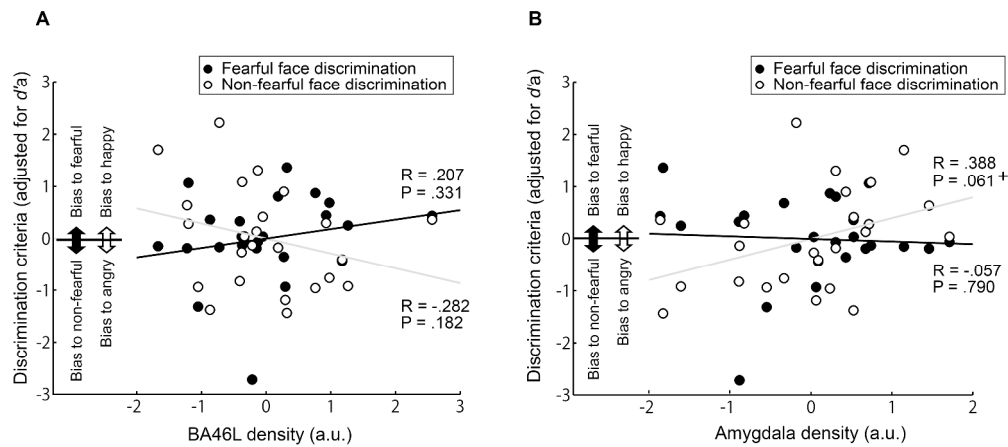 A
Fearful face discrimination
Non-fearful face discrimination
Discrimination criteria (adjusted for d'a)
3
2
1
0
-1
-2
-3
Bias to fearful
Bias to happy
Bias to non-fearful
Bias to angry
R = .207
P = .331
R = -.282
P = .182
-2
-1
0
1
2
3
BA46L density (a.u.)
B
Fearful face discrimination
Non-fearful face discrimination
Discrimination criteria (adjusted for d'a)
3
2
1
0
-1
-2
-3
Bias to fearful
Bias to happy
Bias to non-fearful
Bias to angry
R = .388
P = .061 +
R = -.057
P = .790
-2
-1
0
1
2
Amygdala density (a.u.)